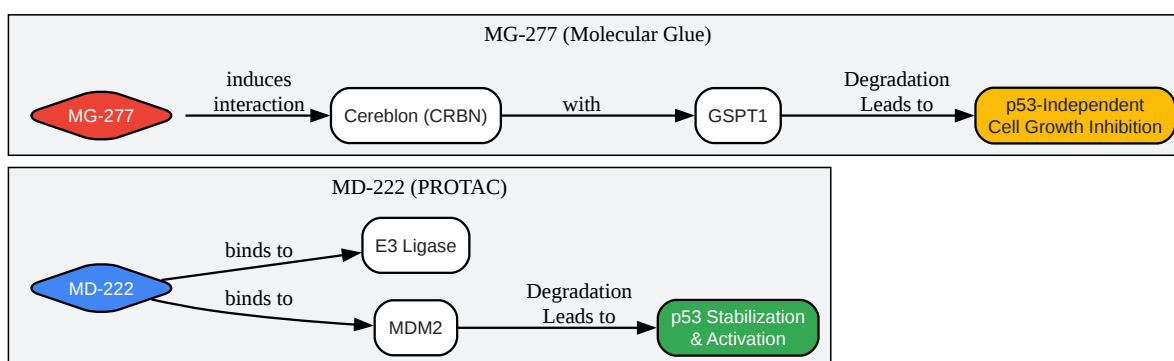 MG-277 (Molecular Glue)
MG-277
induces
interaction
Cereblon (CRBN)
with
GSPT1
Degradation
Leads to
p53-Independent
Cell Growth Inhibition
MD-222 (PROTAC)
MD-222
binds to
E3 Ligase
binds to
MDM2
Degradation
Leads to
p53 Stabilization
& Activation